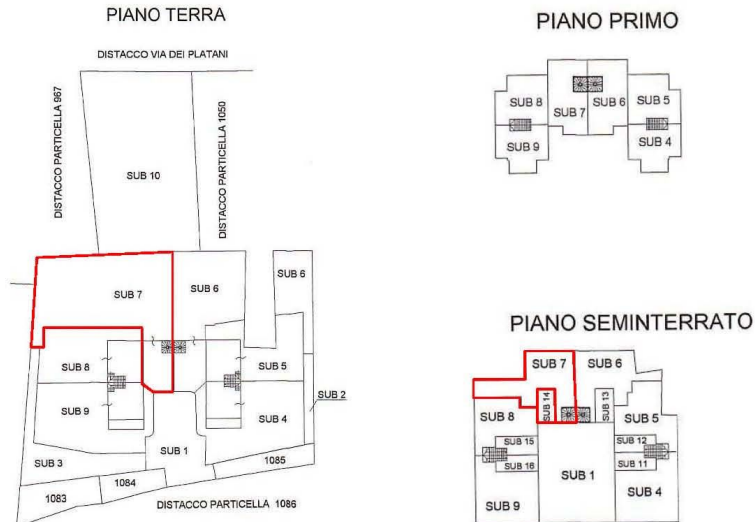 PIANO TERRA
DISTACCO VIA DEI PLATANI
DISTACCO PARTICELLA 967
DISTACCO PARTICELLA 1050
SUB 10
SUB 7
SUB 6
SUB 6
SUB 8
SUB 5
SUB 2
SUB 9
SUB 4
SUB 1
SUB 3
1085
1084
1083
DISTACCO PARTICELLA 1086
PIANO PRIMO
SUB 8
SUB 7
SUB 6
SUB 5
SUB 9
SUB 4
PIANO SEMINTERRATO
SUB 7
SUB 6
SUB 14
SUB 13
SUB 8
SUB 5
SUB 15
SUB 12
SUB 16
SUB 11
SUB 1
SUB 9
SUB 4